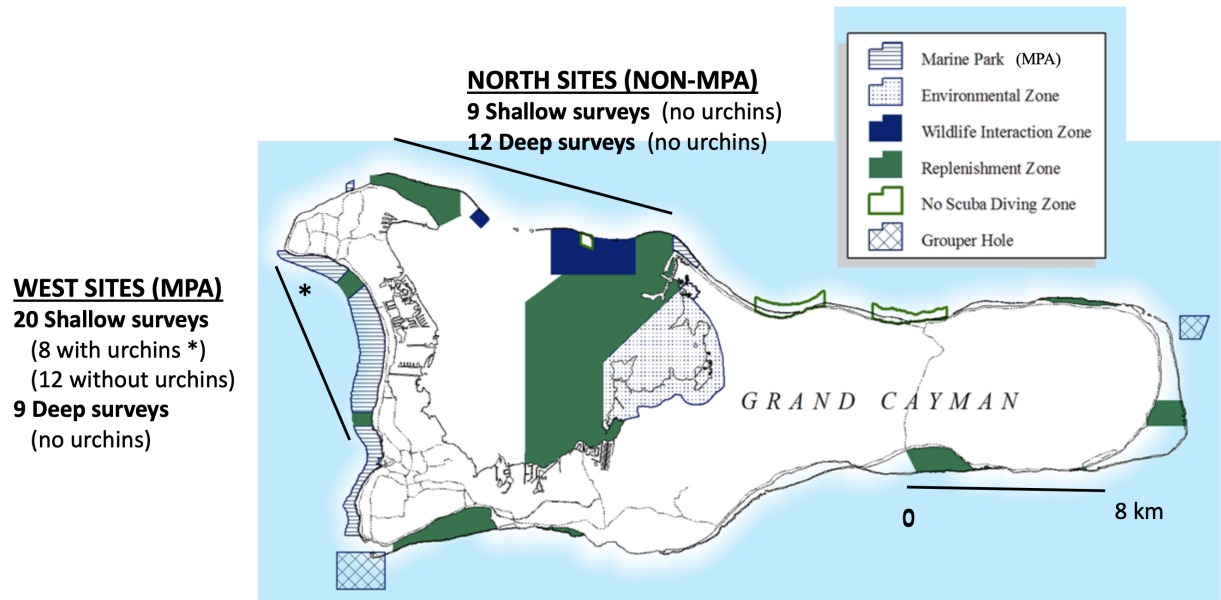 NORTH SITES (NON-MPA)
9 Shallow surveys (no urchins)
12 Deep surveys (no urchins)
Marine Park (MPA)
Environmental Zone
Wildlife Interaction Zone
Replenishment Zone
No Scuba Diving Zone
Grouper Hole
WEST SITES (MPA)
20 Shallow surveys
(8 with urchins *)
(12 without urchins)
9 Deep surveys
(no urchins)
*
GRAND CAYMAN
0
8 km